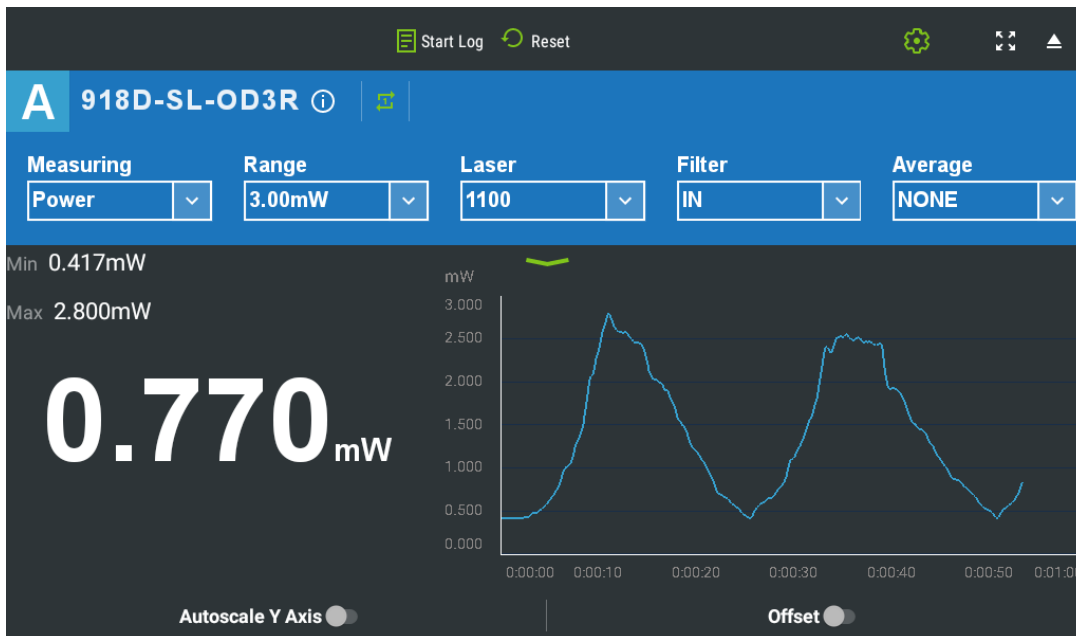 Start Log Reset
A 918D-SL-OD3R
Measuring Range Laser Filter Average
Power 3.00mW 1100 IN NONE
Min 0.417mW
Max 2.800mW
0.770 mW
mW
3.000
2.500
2.000
1.500
1.000
0.500
0.000
0:00:00 0:00:10 0:00:20 0:00:30 0:00:40 0:00:50 0:01:0
Autoscale Y Axis Offset